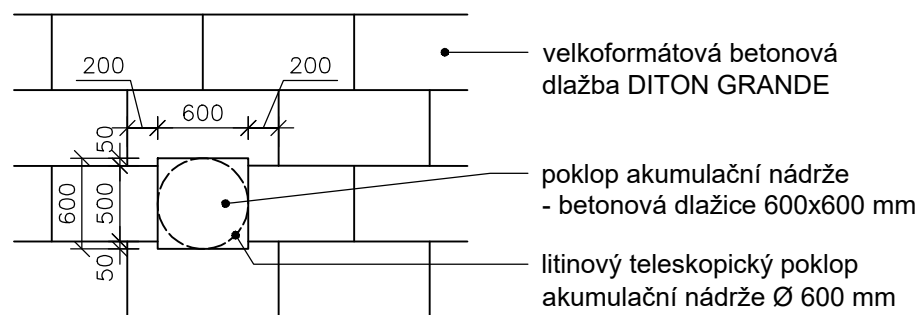 velkoformátová betonová
dlažba DITON GRANDE
200
200
600
50
600
500
50
poklop akumulační nádrže
- betonová dlažice 600x600 mm
litinový teleskopický poklop
akumulační nádrže Ø 600 mm